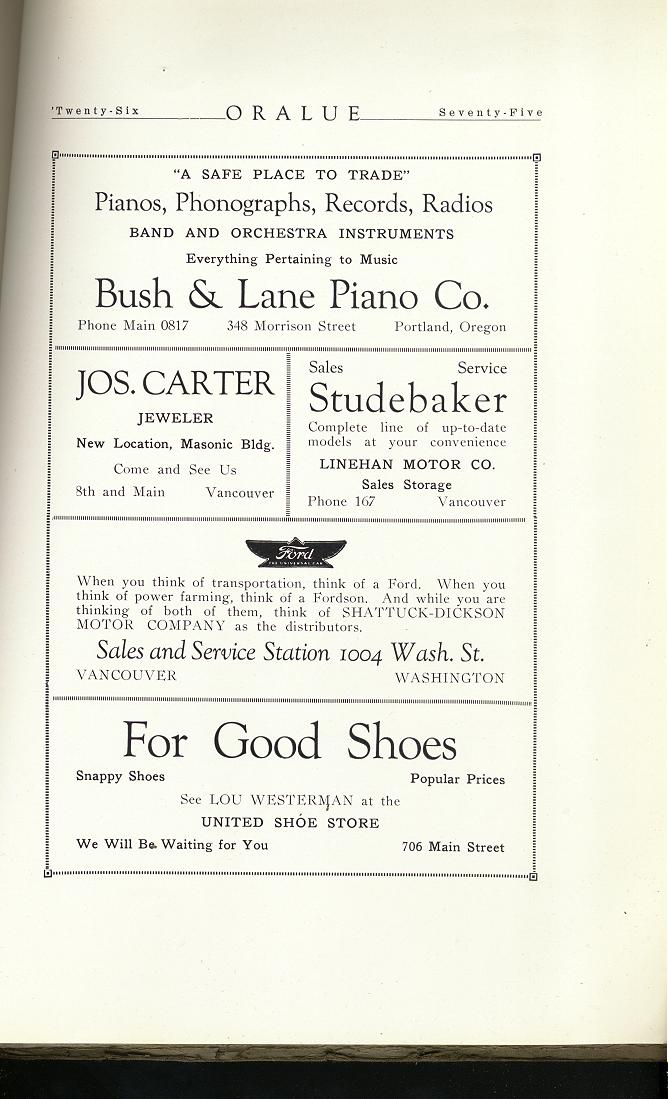 'Twenty-Six ORALUE Seventy-Five
"A SAFE PLACE TO TRADE"
Pianos, Phonographs, Records, Radios
BAND AND ORCHESTRA INSTRUMENTS
Everything Pertaining to Music
Bush & Lane Piano Co.
Phone Main 0817 348 Morrison Street Portland, Oregon
JOS. CARTER
JEWELER
New Location, Masonic Bldg.
Come and See Us
8th and Main Vancouver
Sales Service
Studebaker
Complete line of up-to-date
models at your convenience
LINEHAN MOTOR CO.
Sales Storage
Phone 167 Vancouver
Ford
THE UNIVERSAL CAR
When you think of transportation, think of a Ford. When you
think of power farming, think of a Fordson. And while you are
thinking of both of them, think of SHATTUCK-DICKSON
MOTOR COMPANY as the distributors.
Sales and Service Station 1004 Wash. St.
VANCOUVER WASHINGTON
For Good Shoes
Snappy Shoes Popular Prices
See LOU WESTERMAN at the
UNITED SHOE STORE
We Will Be Waiting for You 706 Main Street